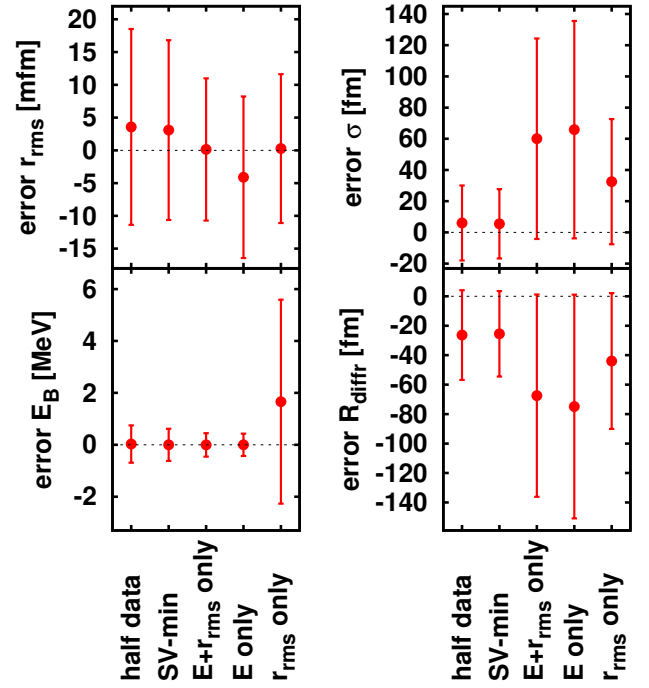 error r_rms [mfm]
20
15
10
5
0
-5
-10
-15
error σ [fm]
140
120
100
80
60
40
20
0
-20
error E_B [MeV]
6
4
2
0
-2
error R_diffr [fm]
0
-20
-40
-60
-80
-100
-120
-140
half data
SV-min
E+r_rms only
E only
r_rms only
half data
SV-min
E+r_rms only
E only
r_rms only